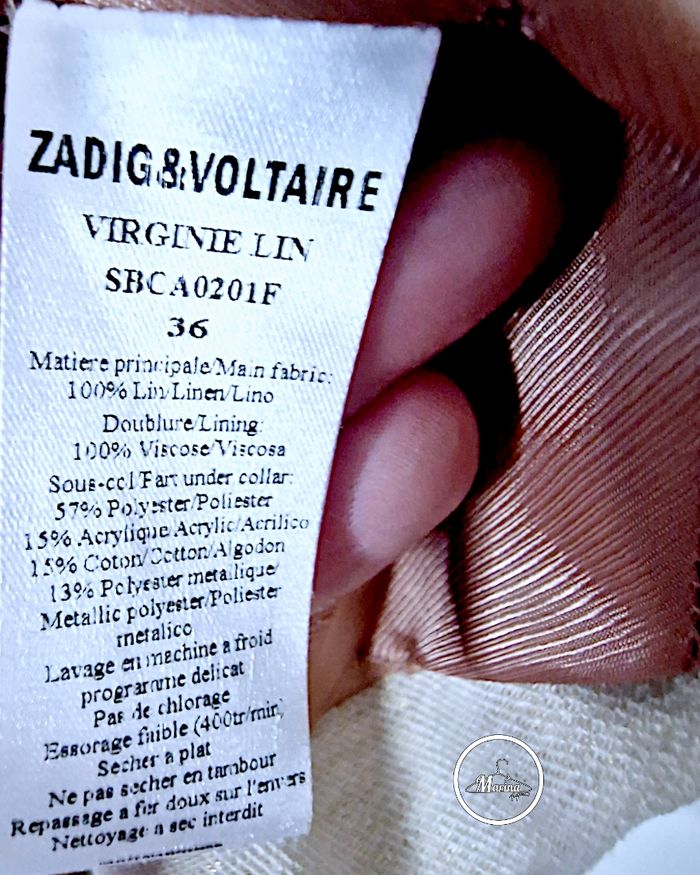 ZADIG&VOLTAIRE
VIRGINIE LIN
SBCA0201F
36
Matiere principale/Main fabric:
100% Lin/Linen/Lino
Doublure/Lining:
100% Viscose/Viscosa
Sous-col/Part under collar:
57% Polyester/Poliester
15% Acrylique/Acrylic/Acrilico
15% Coton/Cotton/Algodon
13% Polyester metallique/
Metallic polyester/Poliester
metalico
Lavage en machine a froid
programme delicat
Pas de chlorage
Essorage faible (400tr/min)
Secher a plat
Ne pas secher en tambour
Repassage a fer doux sur l'envers
Nettoyage a sec interdit
Marina